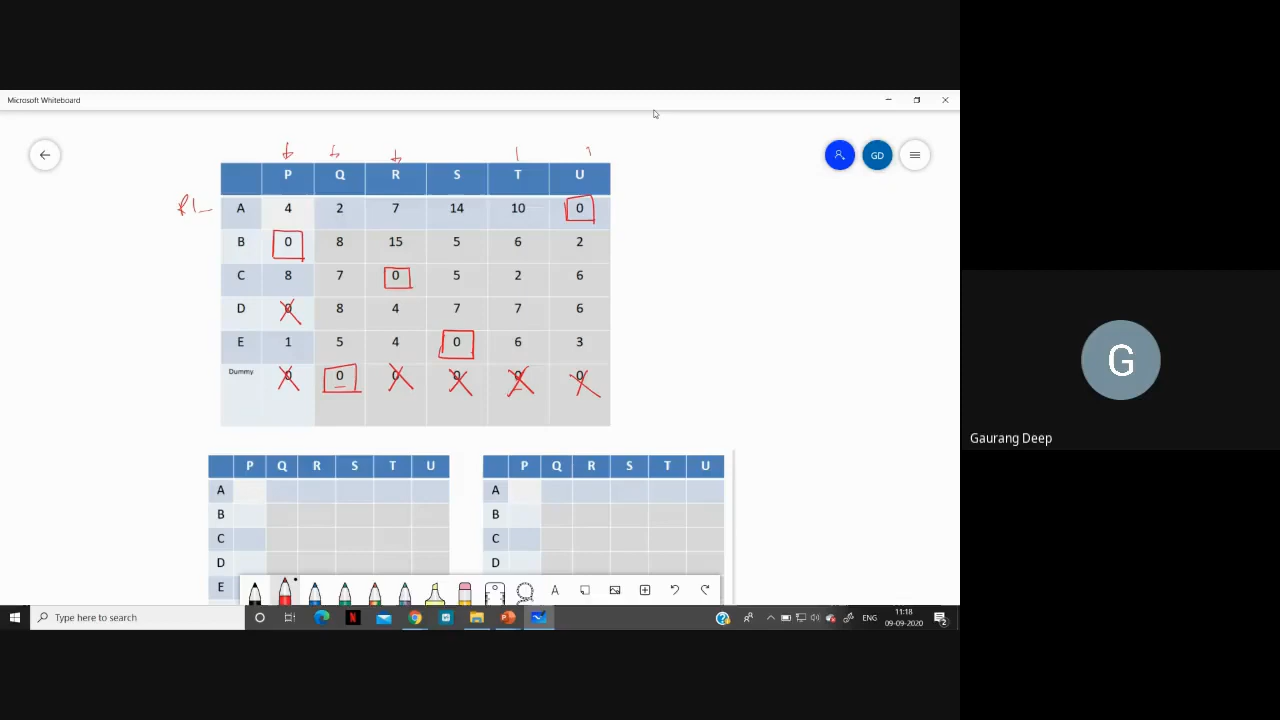 Microsoft Whiteboard
GD
P Q R S T U
A 4 2 7 14 10 0
B 0 8 15 5 6 2
C 8 7 0 5 2 6
D 0 8 4 7 7 6
E 1 5 4 0 6 3
Dummy 0 0 0 0 0 0
P Q R S T U P Q R S T U
A A
B B
C C
D D
E
G
Gaurang Deep
Type here to search
ENG
11:18
09-09-2020
2